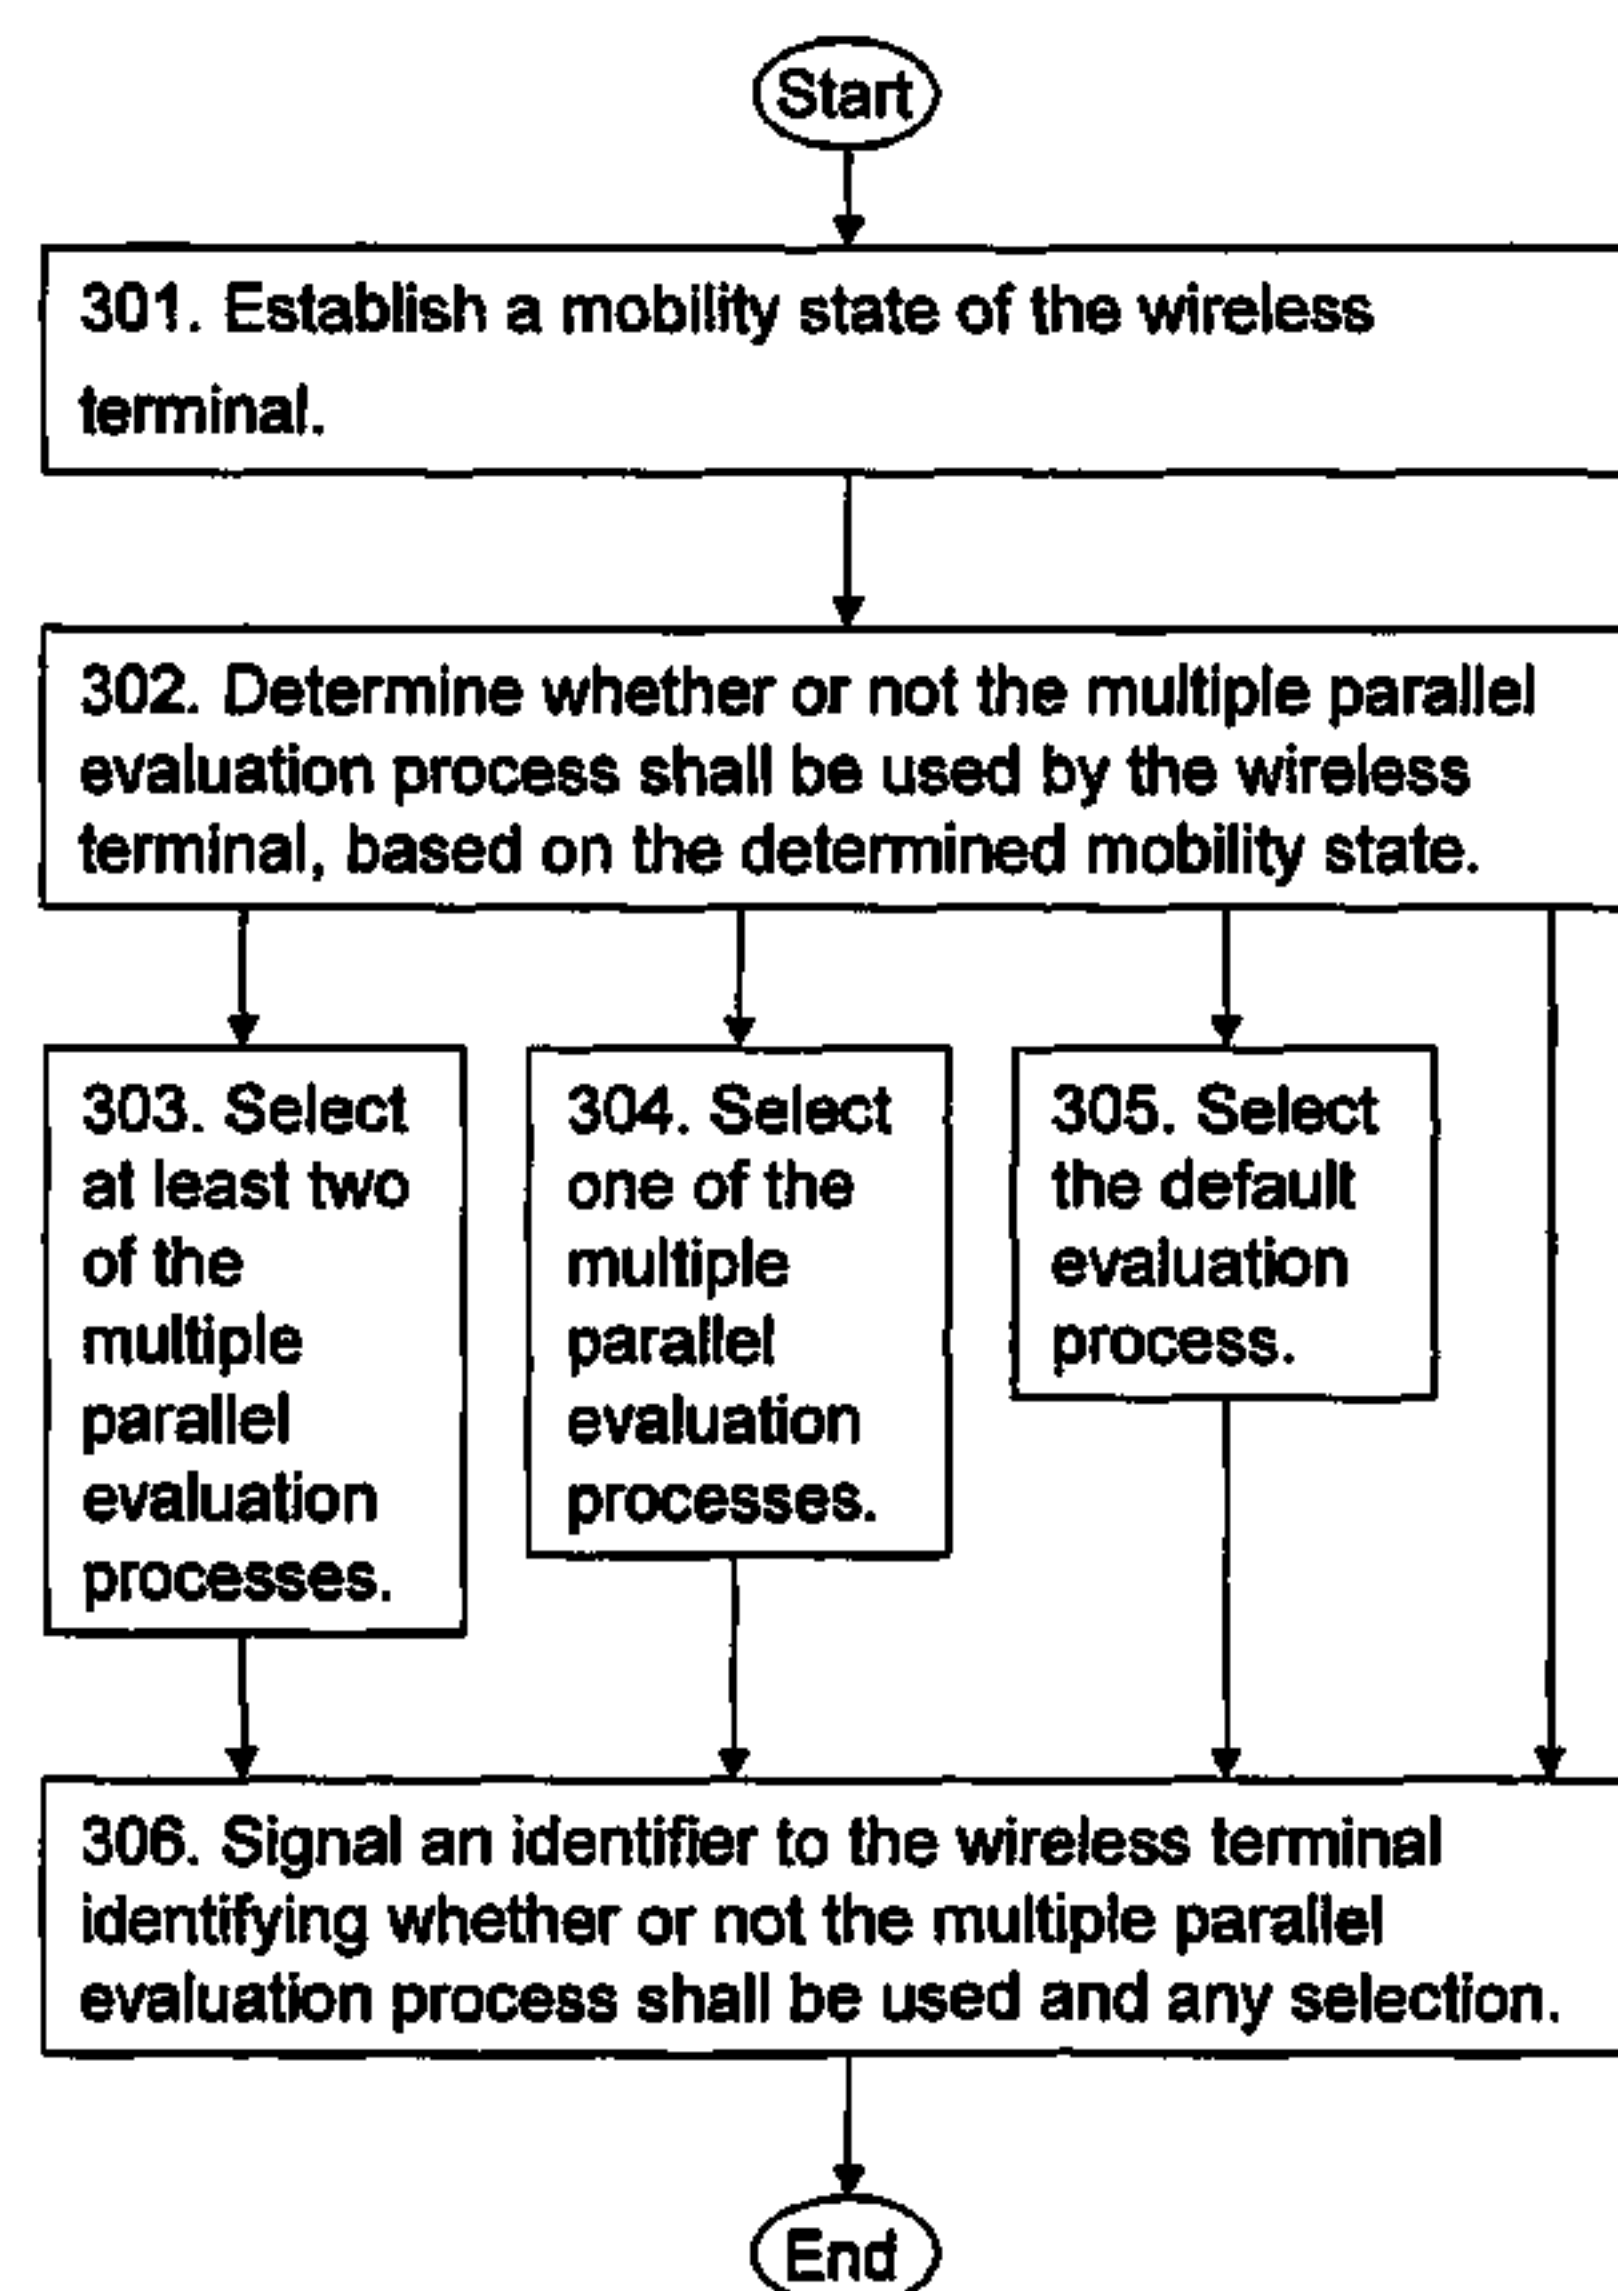 Start
301. Establish a mobility state of the wireless
terminal.
302. Determine whether or not the multiple parallel
evaluation process shall be used by the wireless
terminal, based on the determined mobility state.
303. Select
at least two
of the
multiple
parallel
evaluation
processes.
304. Select
one of the
multiple
parallel
evaluation
processes.
305. Select
the default
evaluation
process.
306. Signal an identifier to the wireless terminal
identifying whether or not the multiple parallel
evaluation process shall be used and any selection.
End